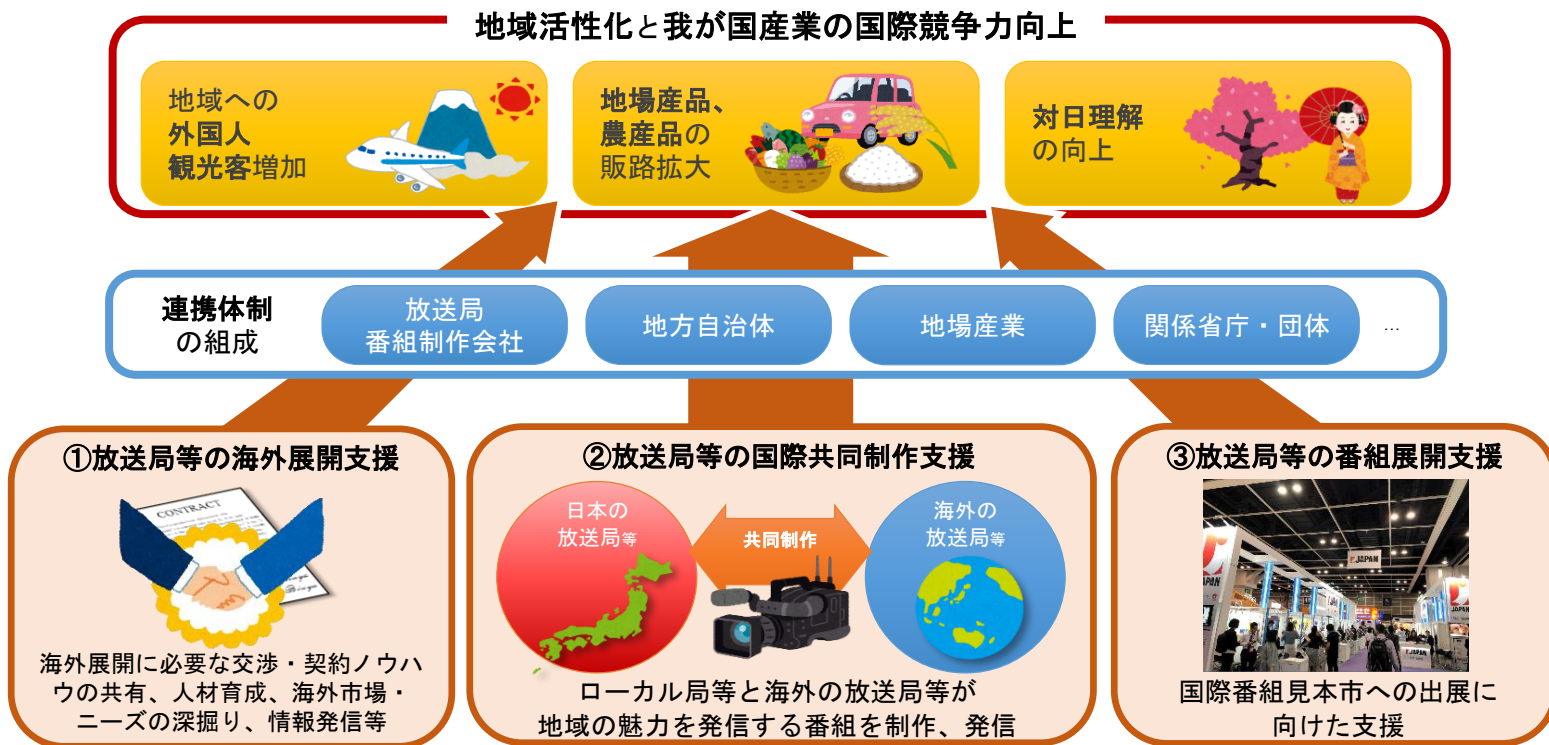 地域活性化と我が国産業の国際競争力向上
地域への
外国人
観光客増加
地場産品、
農産品の
販路拡大
対日理解
の向上
連携体制
の組成
放送局
番組制作会社
地方自治体
地場産業
関係省庁・団体
…
①放送局等の海外展開支援
CONTRACT
海外展開に必要な交渉・契約ノウハ
ウの共有、人材育成、海外市場・
ニーズの深掘り、情報発信等
②放送局等の国際共同制作支援
日本の
放送局等
共同制作
海外の
放送局等
ローカル局等と海外の放送局等が
地域の魅力を発信する番組を制作、発信
③放送局等の番組展開支援
JAPAN
JAPAN
JAPAN
JAPAN
国際番組見本市への出展に
向けた支援